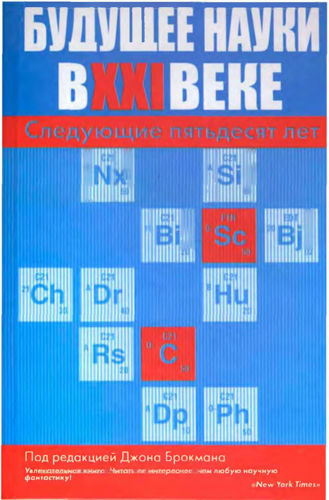 БУДУЩЕЕ НАУКИ
В XXI ВЕКЕ
Следующие пятьдесят лет
Nx
Si
Bi
Sc
Bj
Ch
Dr
Hu
Rs
C
Dp
Ph
Под редакцией Джона Брокмана
Увлекательная книга. Читать ее интереснее, чем любую научную
фантастику!
«New York Times»